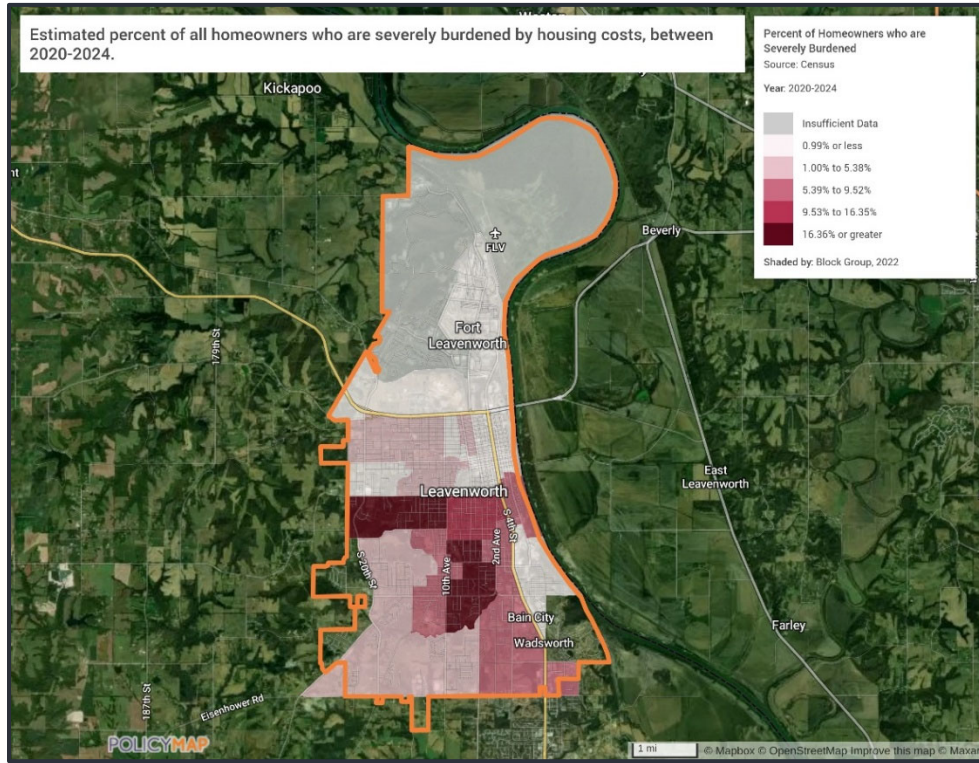 Estimated percent of all homeowners who are severely burdened by housing costs, between
2020-2024.
Percent of Homeowners who are
Severely Burdened
Source: Census
Year: 2020-2024
Insufficient Data
0.99% or less
1.00% to 5.38%
5.39% to 9.52%
9.53% to 16.35%
16.36% or greater
Shaded by: Block Group, 2022
Kickapoo
Beverly
FLV
Fort
Leavenworth
179th St
East
Leavenworth
Leavenworth
S 4th St
2nd Ave
10th Ave
S 20th St
Bain City
Wadsworth
Farley
187th St
Eisenhower Rd
POLICYMAP
1 mi
© Mapbox © OpenStreetMap Improve this map © Maxar